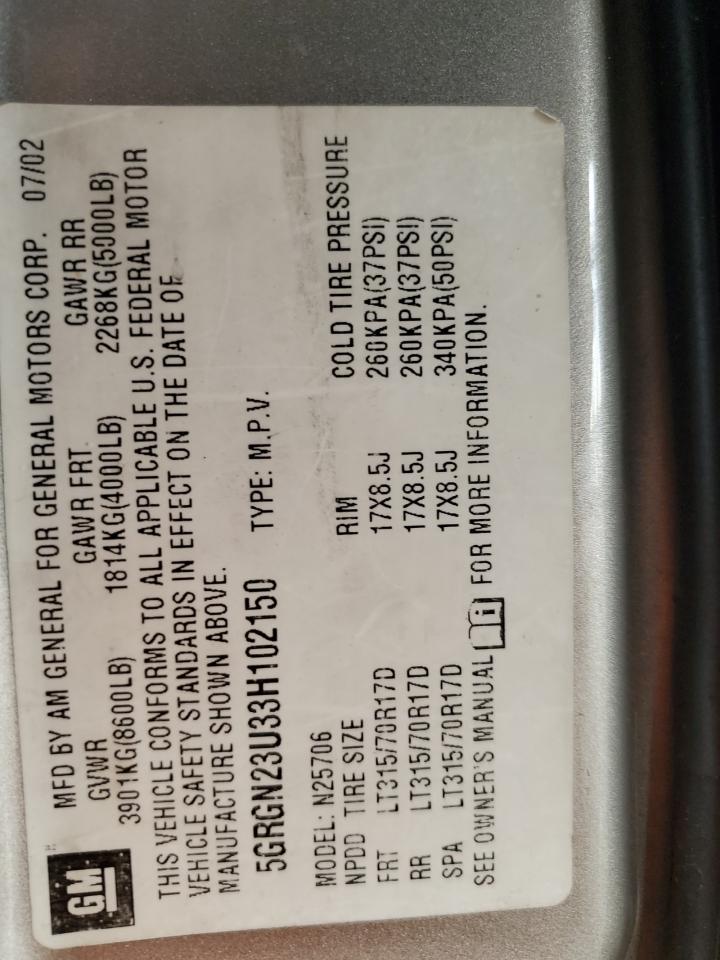 GM
MFD BY AM GENERAL FOR GENERAL MOTORS CORP. 07/02
GVWR GAWR FRT GAWR RR
3901KG(8600LB) 1814KG(4000LB) 2268KG(5000LB)
THIS VEHICLE CONFORMS TO ALL APPLICABLE U.S. FEDERAL MOTOR
VEHICLE SAFETY STANDARDS IN EFFECT ON THE DATE OF
MANUFACTURE SHOWN ABOVE.
5GRGN23U33H102150 TYPE: M.P.V.
MODEL: N25706
NPDD TIRE SIZE RIM COLD TIRE PRESSURE
FRT LT315/70R17D 17X8.5J 260KPA(37PSI)
RR LT315/70R17D 17X8.5J 260KPA(37PSI)
SPA LT315/70R17D 17X8.5J 340KPA(50PSI)
SEE OWNER'S MANUAL i FOR MORE INFORMATION.